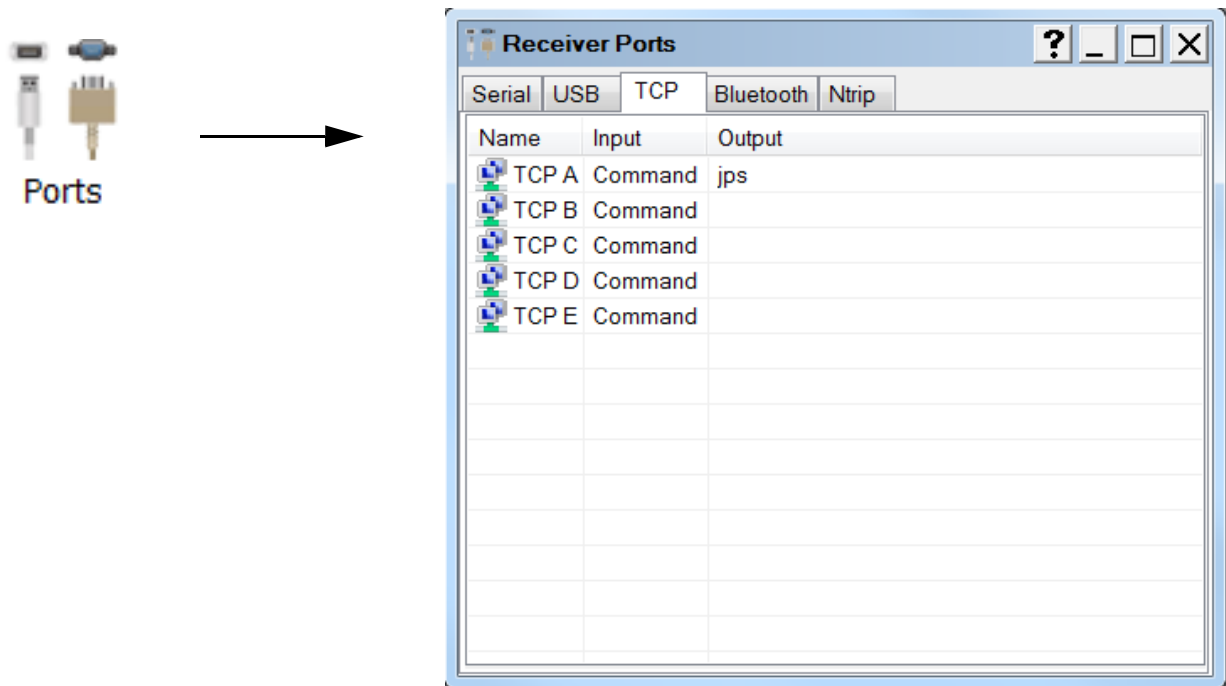 Ports
Receiver Ports
Serial USB TCP Bluetooth Ntrip
Name Input Output
TCP A Command jps
TCP B Command
TCP C Command
TCP D Command
TCP E Command